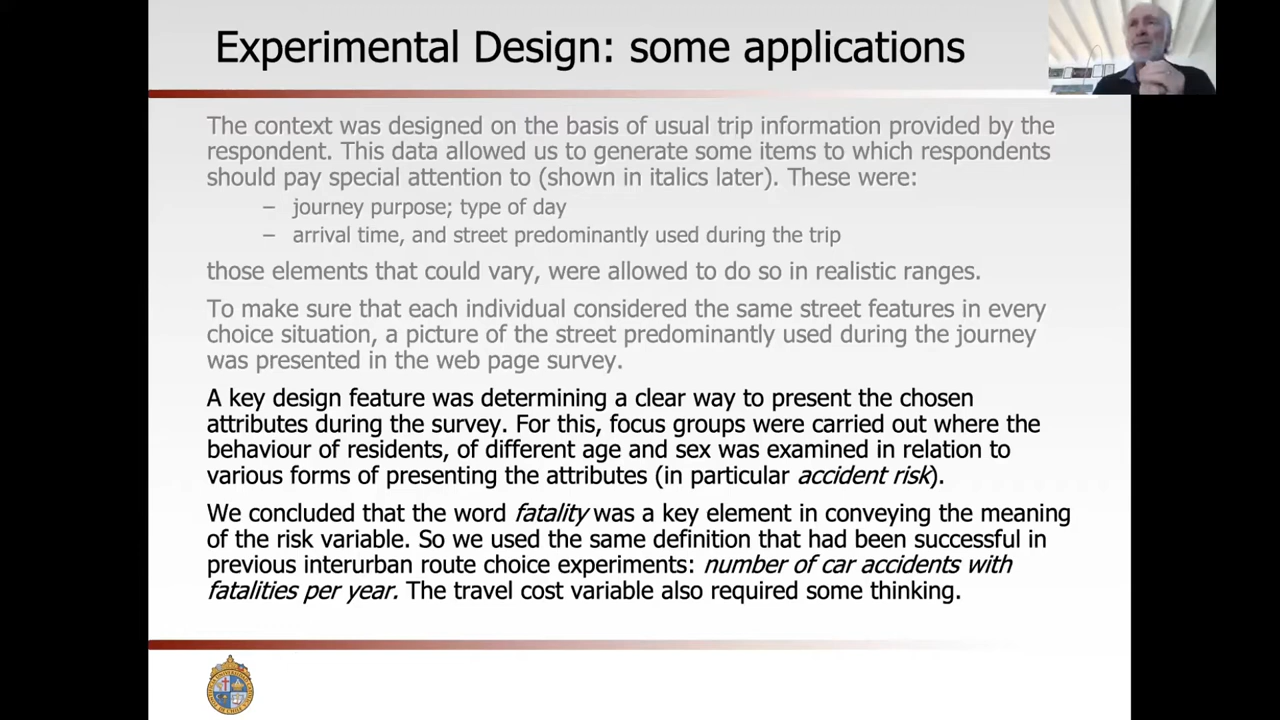 Experimental Design: some applications
The context was designed on the basis of usual trip information provided by the
respondent. This data allowed us to generate some items to which respondents
should pay special attention to (shown in italics later). These were:
– journey purpose; type of day
– arrival time, and street predominantly used during the trip
those elements that could vary, were allowed to do so in realistic ranges.
To make sure that each individual considered the same street features in every
choice situation, a picture of the street predominantly used during the journey
was presented in the web page survey.
A key design feature was determining a clear way to present the chosen
attributes during the survey. For this, focus groups were carried out where the
behaviour of residents, of different age and sex was examined in relation to
various forms of presenting the attributes (in particular accident risk).
We concluded that the word fatality was a key element in conveying the meaning
of the risk variable. So we used the same definition that had been successful in
previous interurban route choice experiments: number of car accidents with
fatalities per year. The travel cost variable also required some thinking.